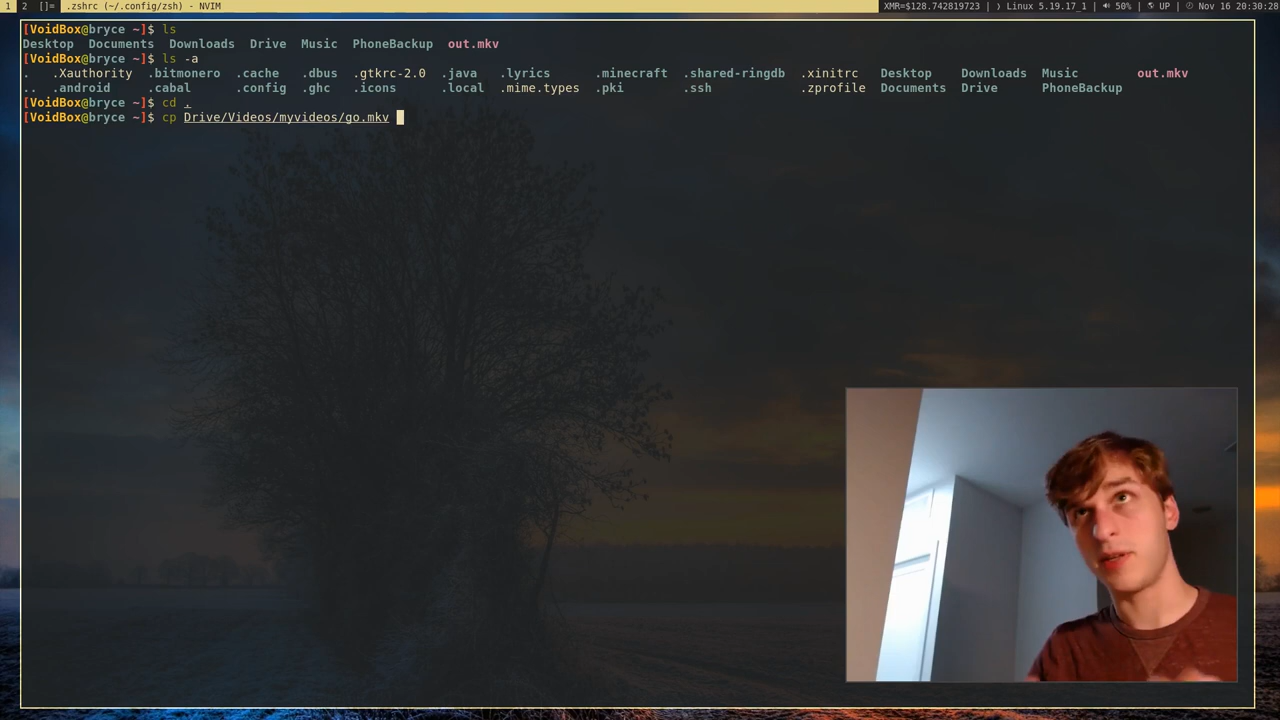 1 2 []= .zshrc (~/.config/zsh) - NVIM XMR=$128.742819723 | Linux 5.19.17_1 | 50% | UP | Nov 16 20:30:28
[VoidBox@bryce ~]$ ls
Desktop Documents Downloads Drive Music PhoneBackup out.mkv
[VoidBox@bryce ~]$ ls -a
. .Xauthority .bitmonero .cache .dbus .gtkrc-2.0 .java .lyrics .minecraft .shared-ringdb .xinitrc Desktop Downloads Music out.mkv
.. .android .cabal .config .ghc .icons .local .mime.types .pki .ssh .zprofile Documents Drive PhoneBackup
[VoidBox@bryce ~]$ cd .
[VoidBox@bryce ~]$ cp Drive/Videos/myvideos/go.mkv